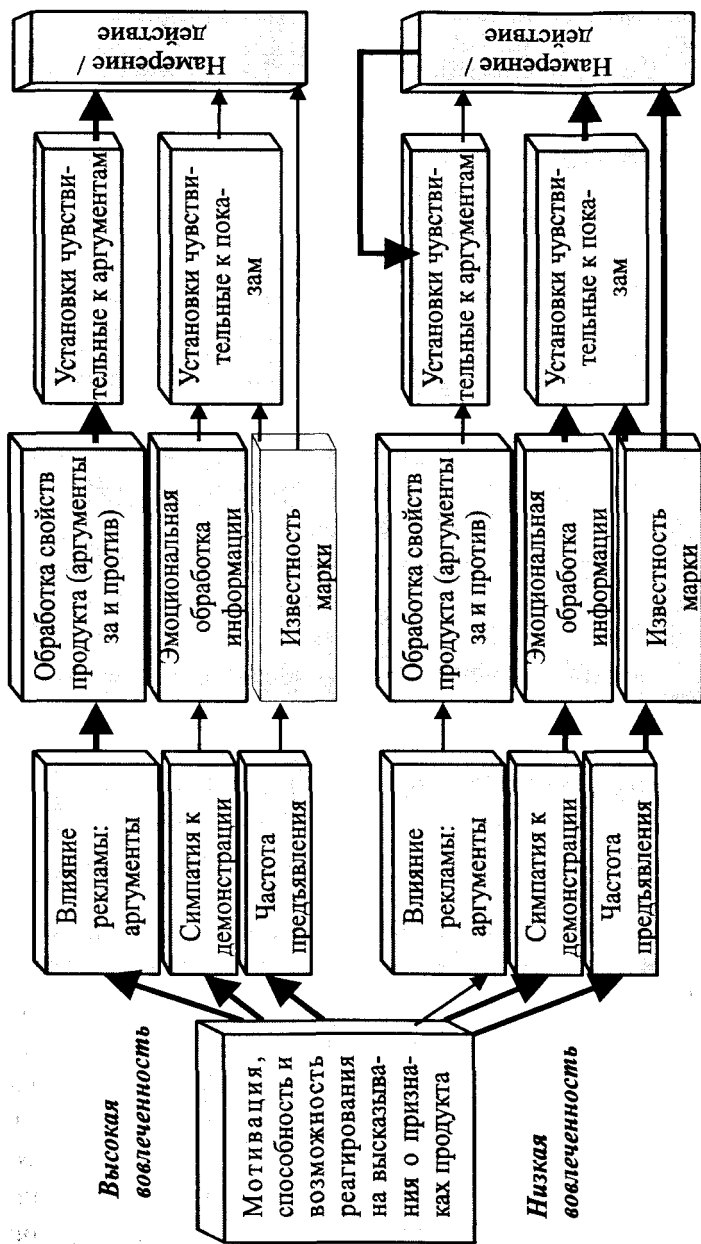 Высокая
вовлеченность
Мотивация,
способность и
возможность
реагирования
на высказыва-
ния о призна-
ках продукта
Низкая
вовлеченность
Влияние
рекламы:
аргументы
Симпатия к
демонстрации
Частота
предъявления
Обработка свойств
продукта (аргументы
за и против)
Эмоциональная
обработка
информации
Известность
марки
Установки чувстви-
тельные к аргументам
Установки чувстви-
тельные к пока-
зам
Намерение /
действие
Влияние
рекламы:
аргументы
Симпатия к
демонстрации
Частота
предъявления
Обработка свойств
продукта (аргументы
за и против)
Эмоциональная
обработка
информации
Известность
марки
Установки чувстви-
тельные к аргументам
Установки чувстви-
тельные к пока-
зам
Намерение /
действие